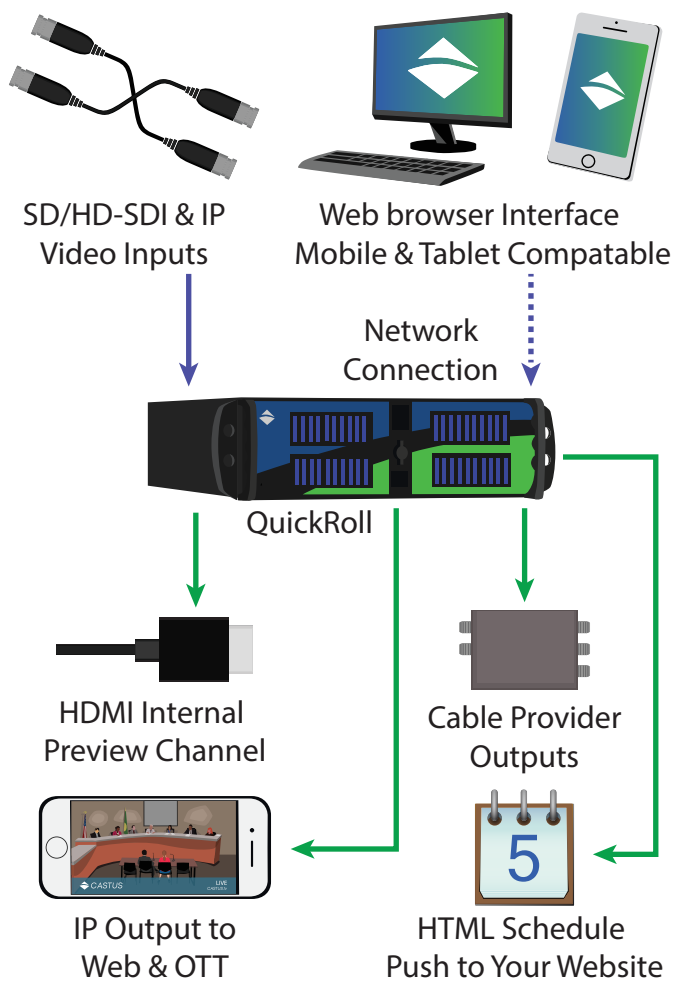 SD/HD-SDI & IP
Video Inputs
Web browser Interface
Mobile & Tablet Compatable
Network
Connection
QuickRoll
HDMI Internal
Preview Channel
Cable Provider
Outputs
CASTUS
LIVE
5
IP Output to
Web & OTT
HTML Schedule
Push to Your Website